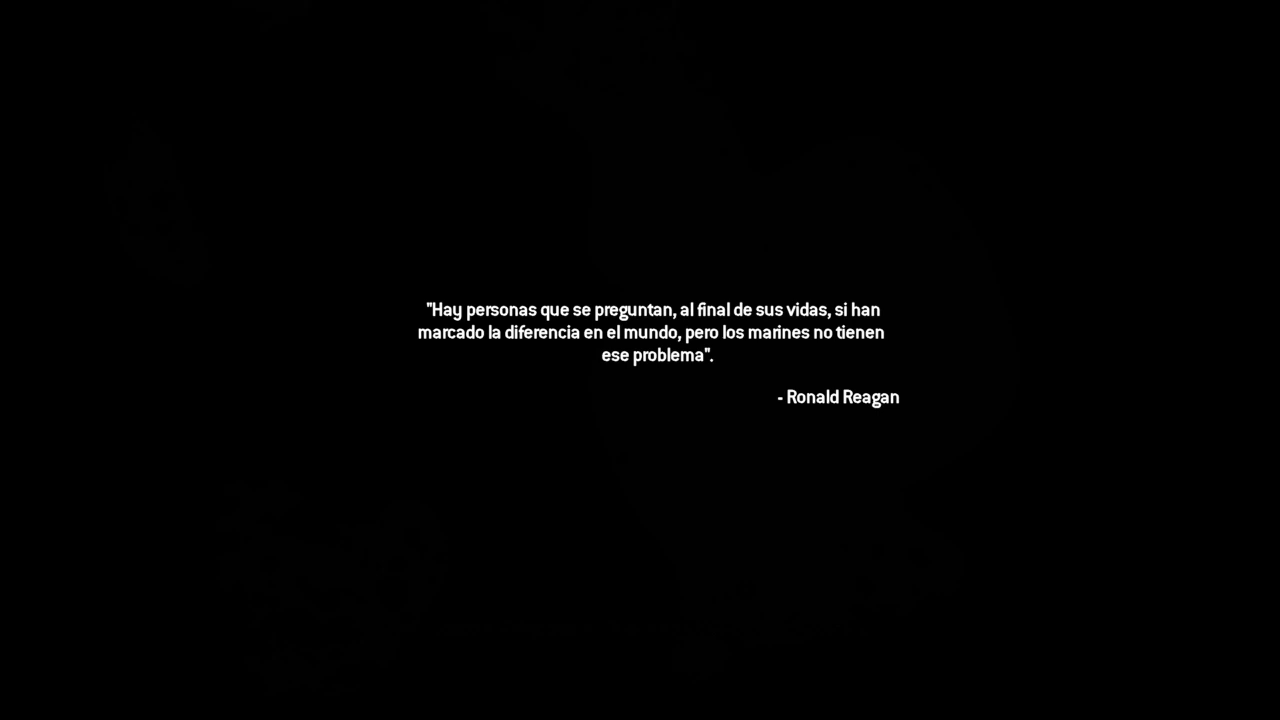 "Hay personas que se preguntan, al final de sus vidas, si han
marcado la diferencia en el mundo, pero los marines no tienen
ese problema".
- Ronald Reagan